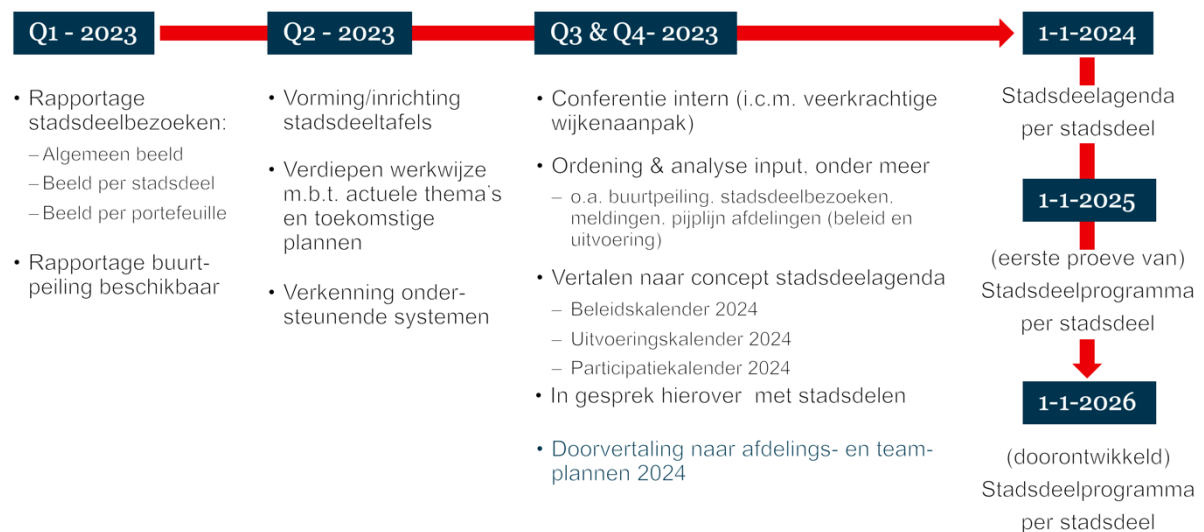 Q1 - 2023
• Rapportage
stadsdeelbezoeken:
– Algemeen beeld
– Beeld per stadsdeel
– Beeld per portefeuille
• Rapportage buurt-
peiling beschikbaar
Q2 - 2023
• Vorming/inrichting
stadsdeeltafels
• Verdiepen werkwijze
m.b.t. actuele thema's
en toekomstige
plannen
• Verkenning onder-
steunende systemen
Q3 & Q4- 2023
• Conferentie intern (i.c.m. veerkrachtige
wijkenaanpak)
• Ordening & analyse input, onder meer
– o.a. buurtpeiling, stadsdeelbezoeken,
meldingen, pijplijn afdelingen (beleid en
uitvoering)
• Vertalen naar concept stadsdeelagenda
– Beleidskalender 2024
– Uitvoeringskalender 2024
– Participatiekalender 2024
• In gesprek hierover met stadsdelen
• Doorvertaling naar afdelings- en team-
plannen 2024
1-1-2024
Stadsdeelagenda
per stadsdeel
1-1-2025
(eerste proeve van)
Stadsdeelprogramma
per stadsdeel
1-1-2026
(doorontwikkeld)
Stadsdeelprogramma
per stadsdeel